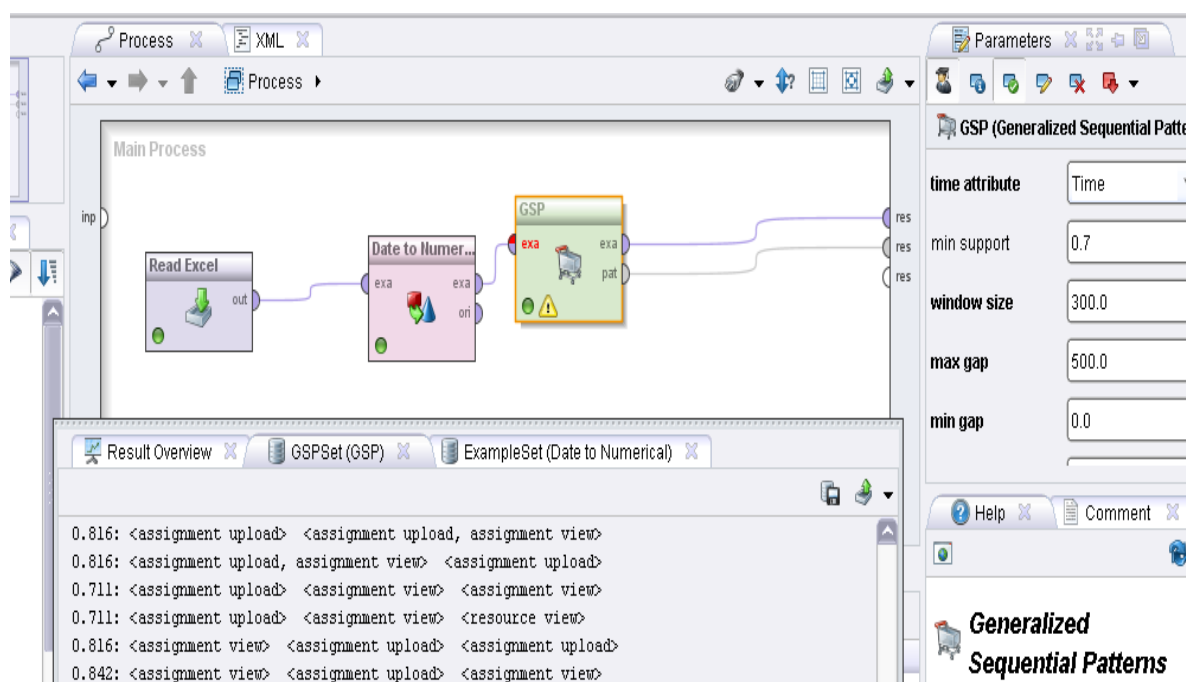 Process
XML
Process
Main Process
inp
Read Excel
out
Date to Numer...
exa
exa
ori
GSP
exa
exa
pat
res
res
res
Result Overview
GSPSet (GSP)
ExampleSet (Date to Numerical)
0.816: <assignment upload> <assignment upload, assignment view>
0.816: <assignment upload, assignment view> <assignment upload>
0.711: <assignment upload> <assignment view> <assignment view>
0.711: <assignment upload> <assignment view> <resource view>
0.816: <assignment view> <assignment upload> <assignment upload>
0.842: <assignment view> <assignment upload> <assignment view>
Parameters
GSP (Generalized Sequential Patte
time attribute Time
min support 0.7
window size 300.0
max gap 500.0
min gap 0.0
Help
Comment
Generalized
Sequential Patterns